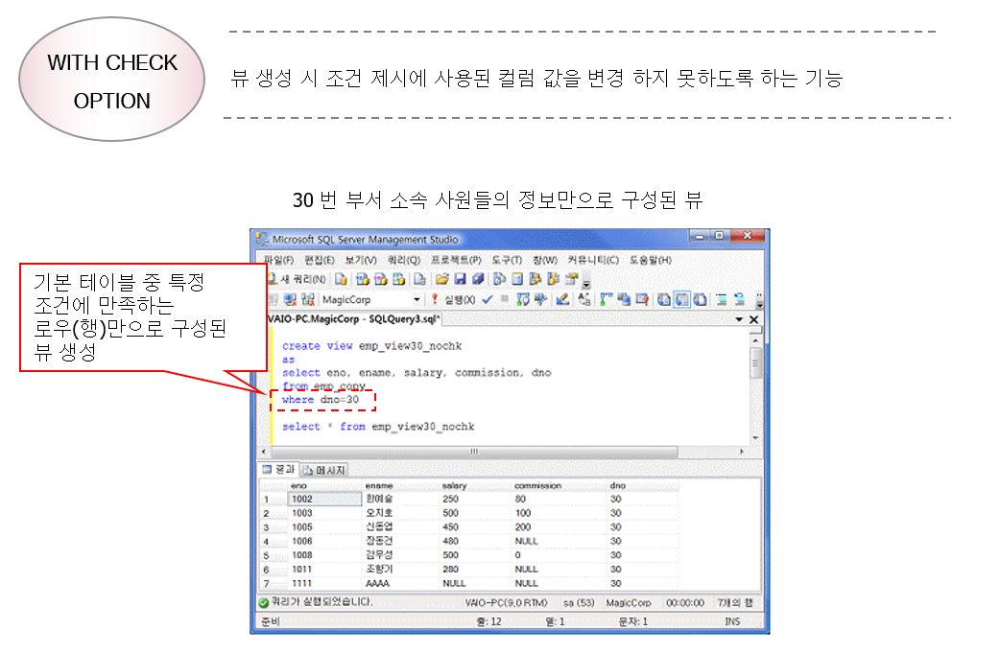 WITH CHECK
OPTION
뷰 생성 시 조건 제시에 사용된 컬럼 값을 변경 하지 못하도록 하는 기능
30 번 부서 소속 사원들의 정보만으로 구성된 뷰
Microsoft SQL Server Management Studio
파일(F) 편집(E) 보기(V) 쿼리(Q) 프로젝트(P) 도구(T) 창(W) 커뮤니티(C) 도움말(H)
새 쿼리(N)
MagicCorp 실행(X)
VAIO-PC.MagicCorp - SQLQuery3.sql*
기본 테이블 중 특정
조건에 만족하는
로우(행)만으로 구성된
뷰 생성
create view emp_view30_nochk
as
select eno, ename, salary, commission, dno
from emp_copy
where dno=30
select * from emp_view30_nochk
결과 메시지
eno ename salary commission dno
1 1002 한예슬 250 80 30
2 1003 오지호 500 100 30
3 1005 신동엽 450 200 30
4 1006 장동건 480 NULL 30
5 1008 감우성 500 0 30
6 1011 조향기 280 NULL 30
7 1111 AAAA NULL NULL 30
쿼리가 실행되었습니다. VAIO-PC(9,0 RTM) sa (53) MagicCorp 00:00:00 7개의 행
준비 줄: 12 열: 1 문자: 1 INS